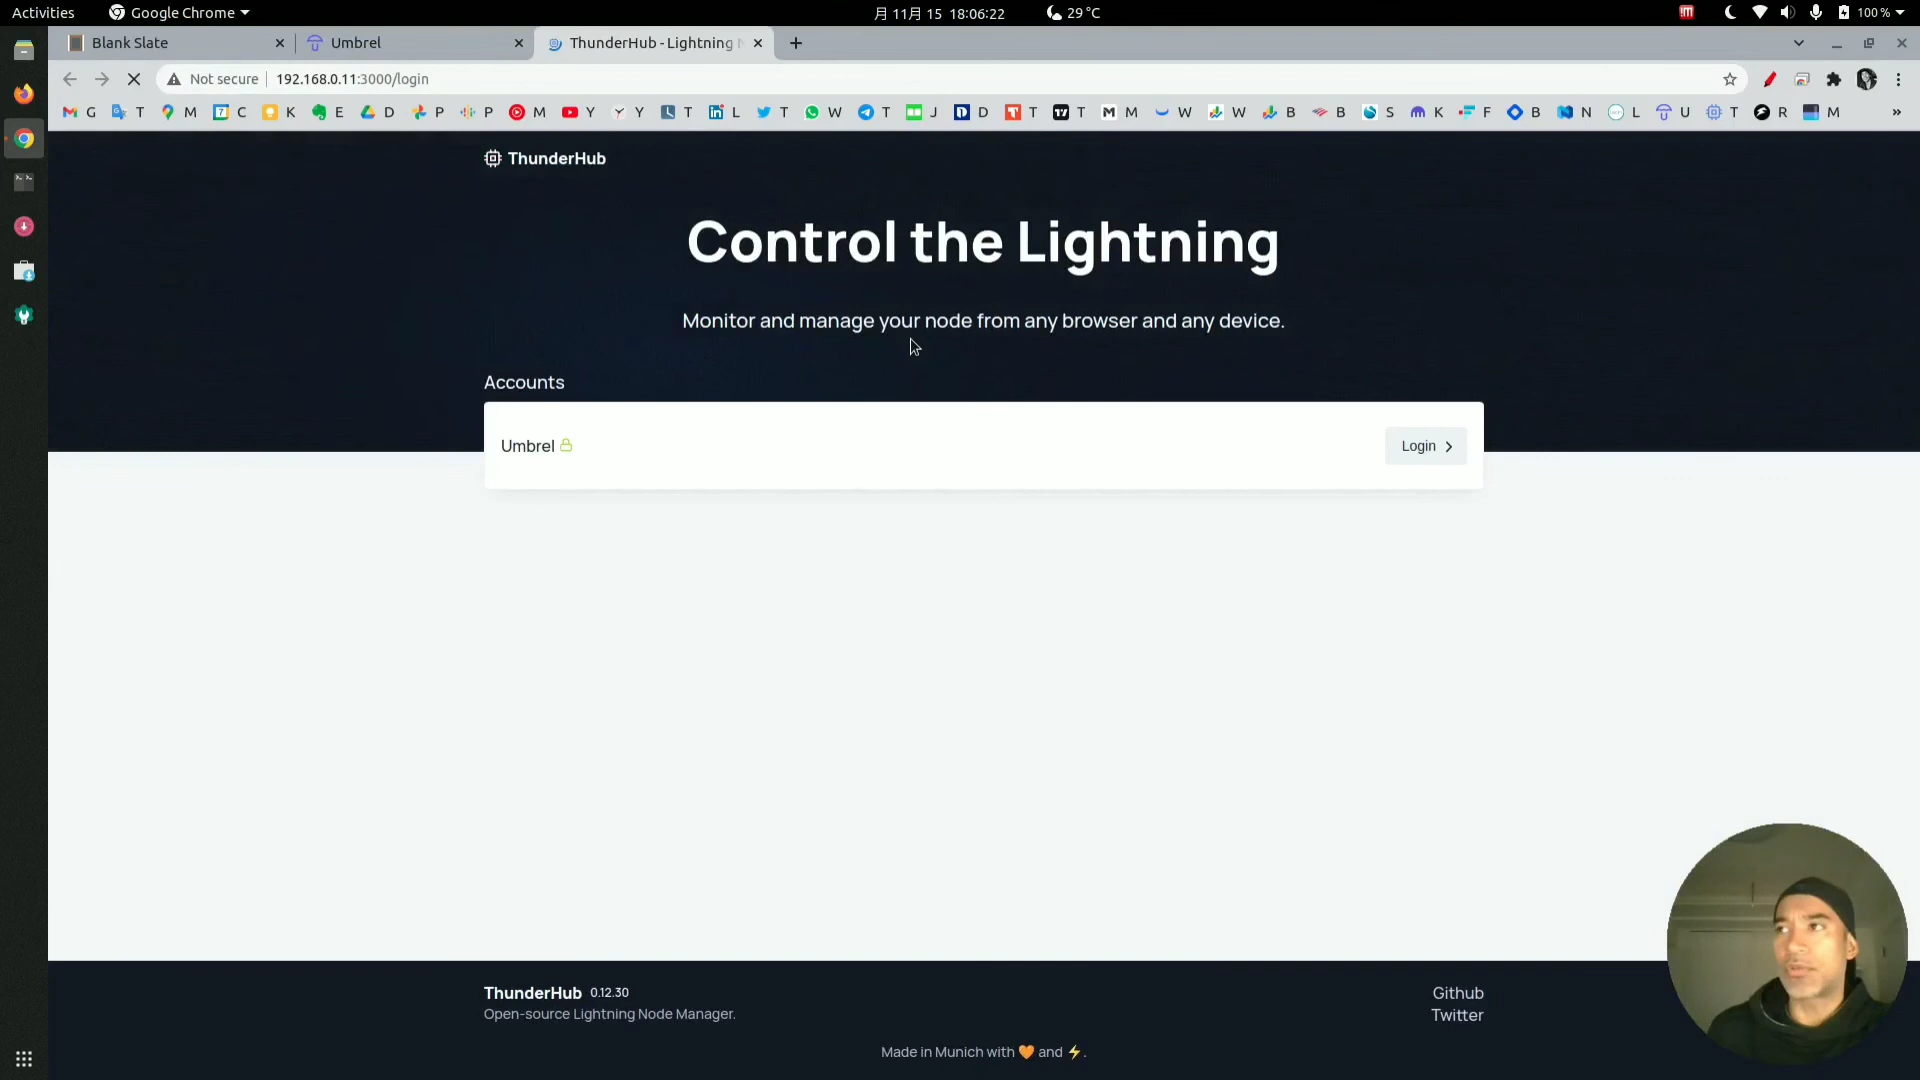 Activities Google Chrome 月 11月 15 18:06:22 29 °C 100 %
Blank Slate Umbrel ThunderHub - Lightning
Not secure 192.168.0.11:3000/login
G T M C K E D P P M Y Y T L T W T J D T T M W W B B S K F B N L U T R M »
ThunderHub
Control the Lightning
Monitor and manage your node from any browser and any device.
Accounts
Umbrel Login
ThunderHub 0.12.30
Open-source Lightning Node Manager.
Github
Twitter
Made in Munich with 🧡 and ⚡.